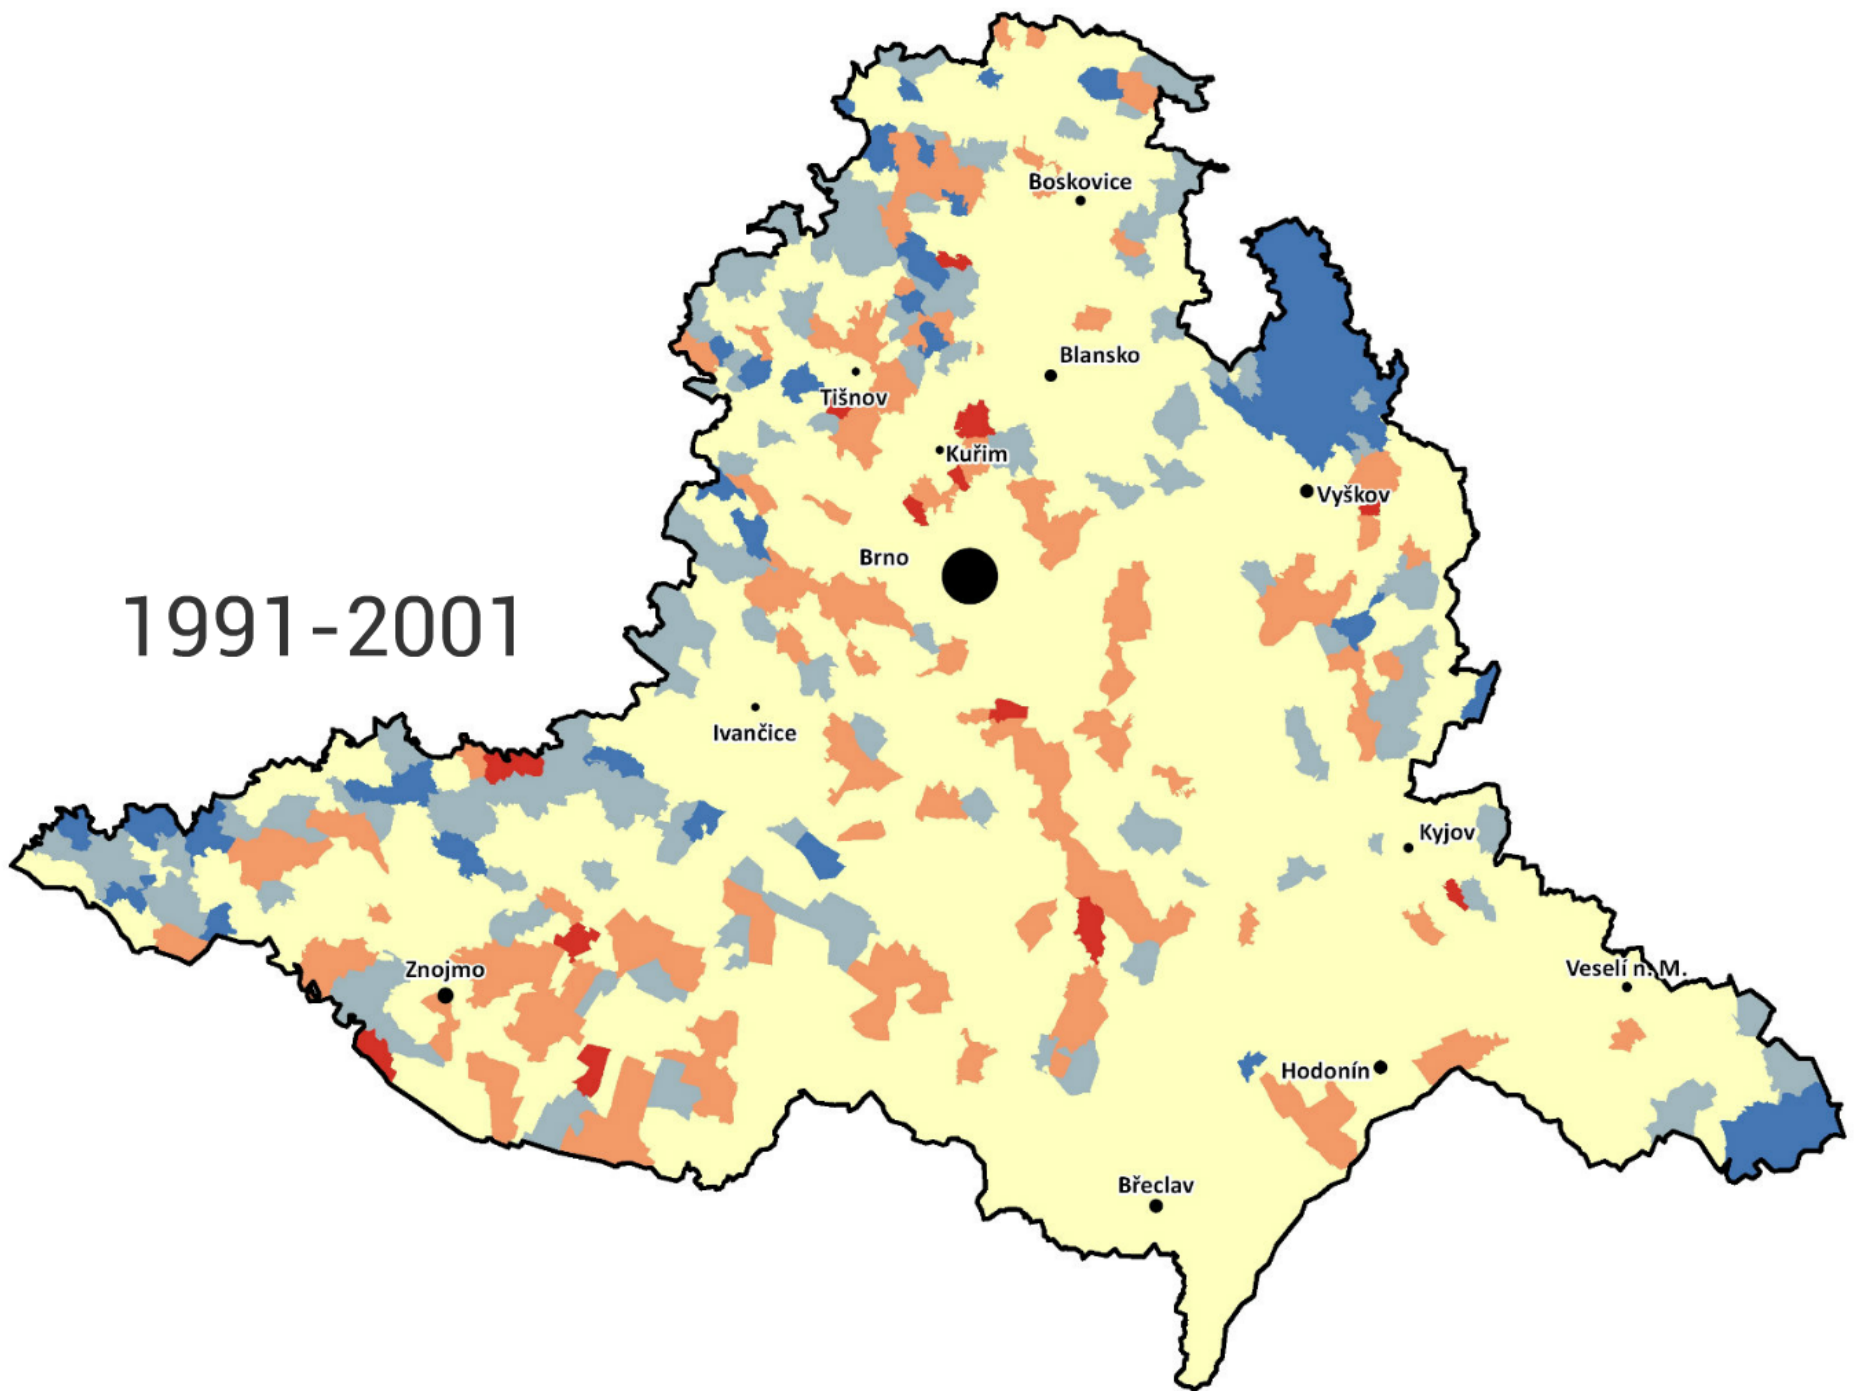 Boskovice
Blansko
Tišnov
Kuřim
Vyškov
Brno
1991-2001
Ivančice
Kyjov
Znojmo
Veselí n. M.
Hodonín
Břeclav